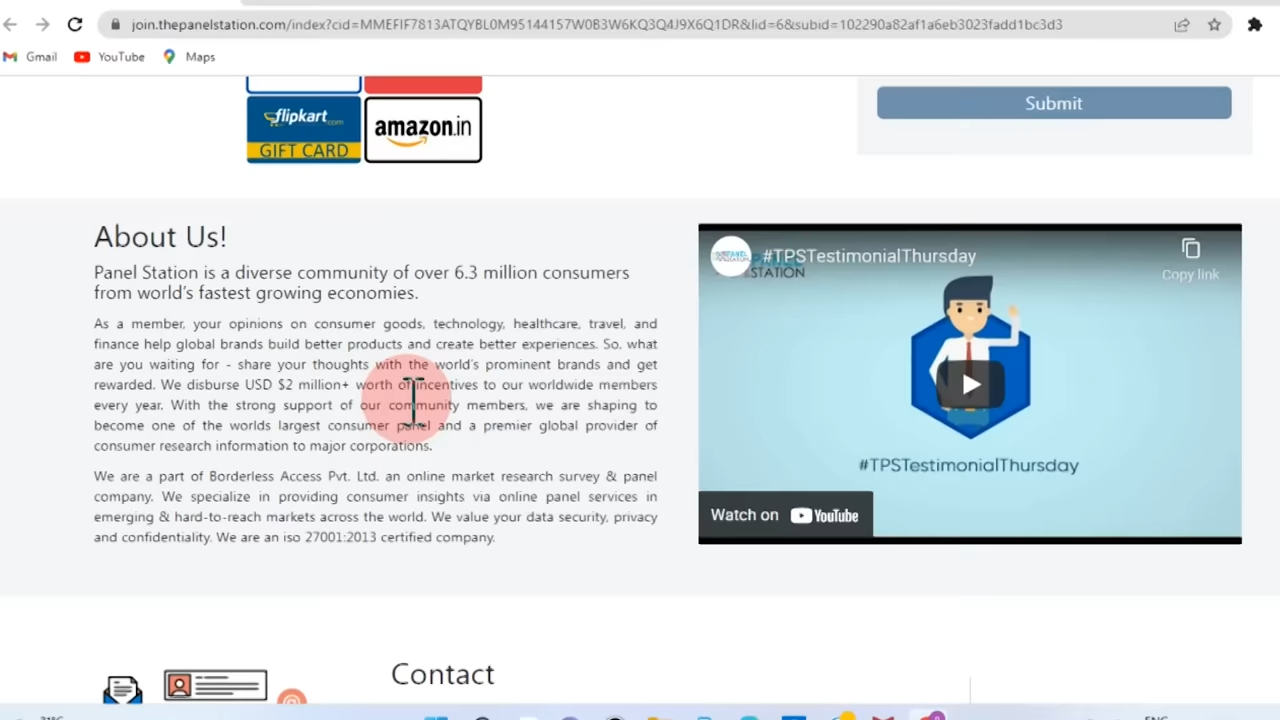 join.thepanelstation.com/index?cid=MMEFIF7813ATQYBL0M95144157W0B3W6KQ3Q4J9X6Q1DR&lid=6&subid=102290a82af1a6eb3023fadd1bc3d3
Gmail YouTube Maps
flipkart.com
GIFT CARD
amazon.in
Submit
About Us!
Panel Station is a diverse community of over 6.3 million consumers
from world's fastest growing economies.
As a member, your opinions on consumer goods, technology, healthcare, travel, and
finance help global brands build better products and create better experiences. So, what
are you waiting for - share your thoughts with the world's prominent brands and get
rewarded. We disburse USD $2 million+ worth of incentives to our worldwide members
every year. With the strong support of our community members, we are shaping to
become one of the worlds largest consumer panel and a premier global provider of
consumer research information to major corporations.
We are a part of Borderless Access Pvt. Ltd. an online market research survey & panel
company. We specialize in providing consumer insights via online panel services in
emerging & hard-to-reach markets across the world. We value your data security, privacy
and confidentiality. We are an iso 27001:2013 certified company.
#TPSTestimonialThursday
STATION
Copy link
#TPSTestimonialThursday
Watch on YouTube
Contact